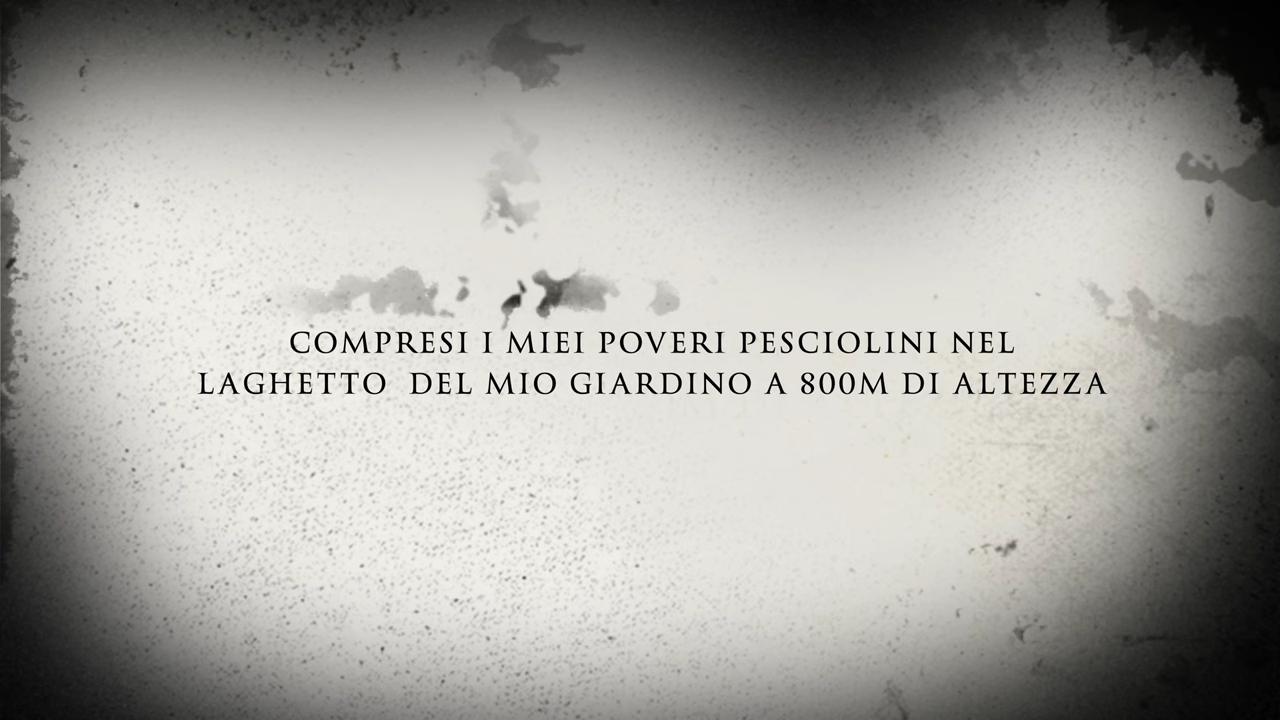 COMPRESI I MIEI POVERI PESCIOLINI NEL
LAGHETTO  DEL MIO GIARDINO A 800M DI ALTEZZA